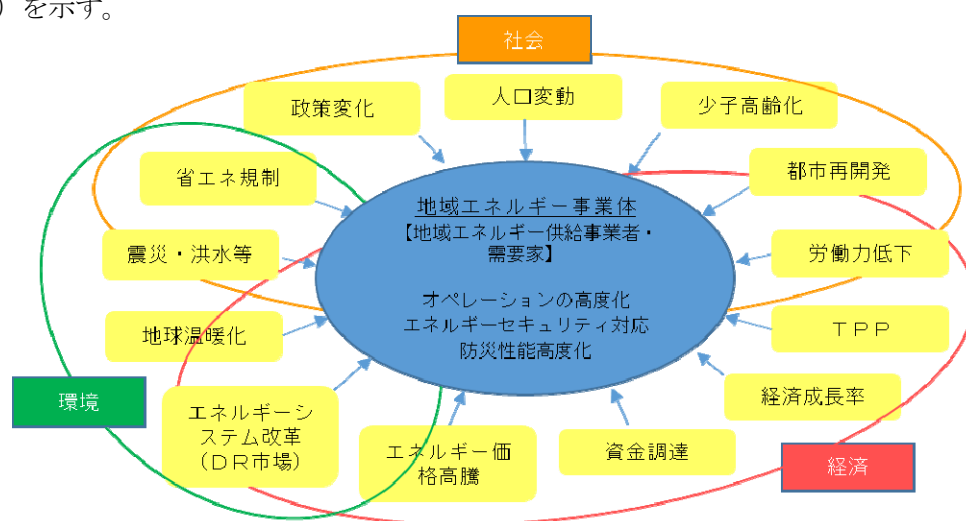 ）を示す。
社会
政策変化
人口変動
少子高齢化
省エネ規制
都市再開発
地域エネルギー事業体
【地域エネルギー供給事業者・
需要家】
震災・洪水等
労働力低下
オペレーションの高度化
エネルギーセキュリティ対応
防災性能高度化
地球温暖化
ＴＰＰ
環境
エネルギーシ
ステム改革
（ＤＲ市場）
エネルギー価
格高騰
資金調達
経済成長率
経済